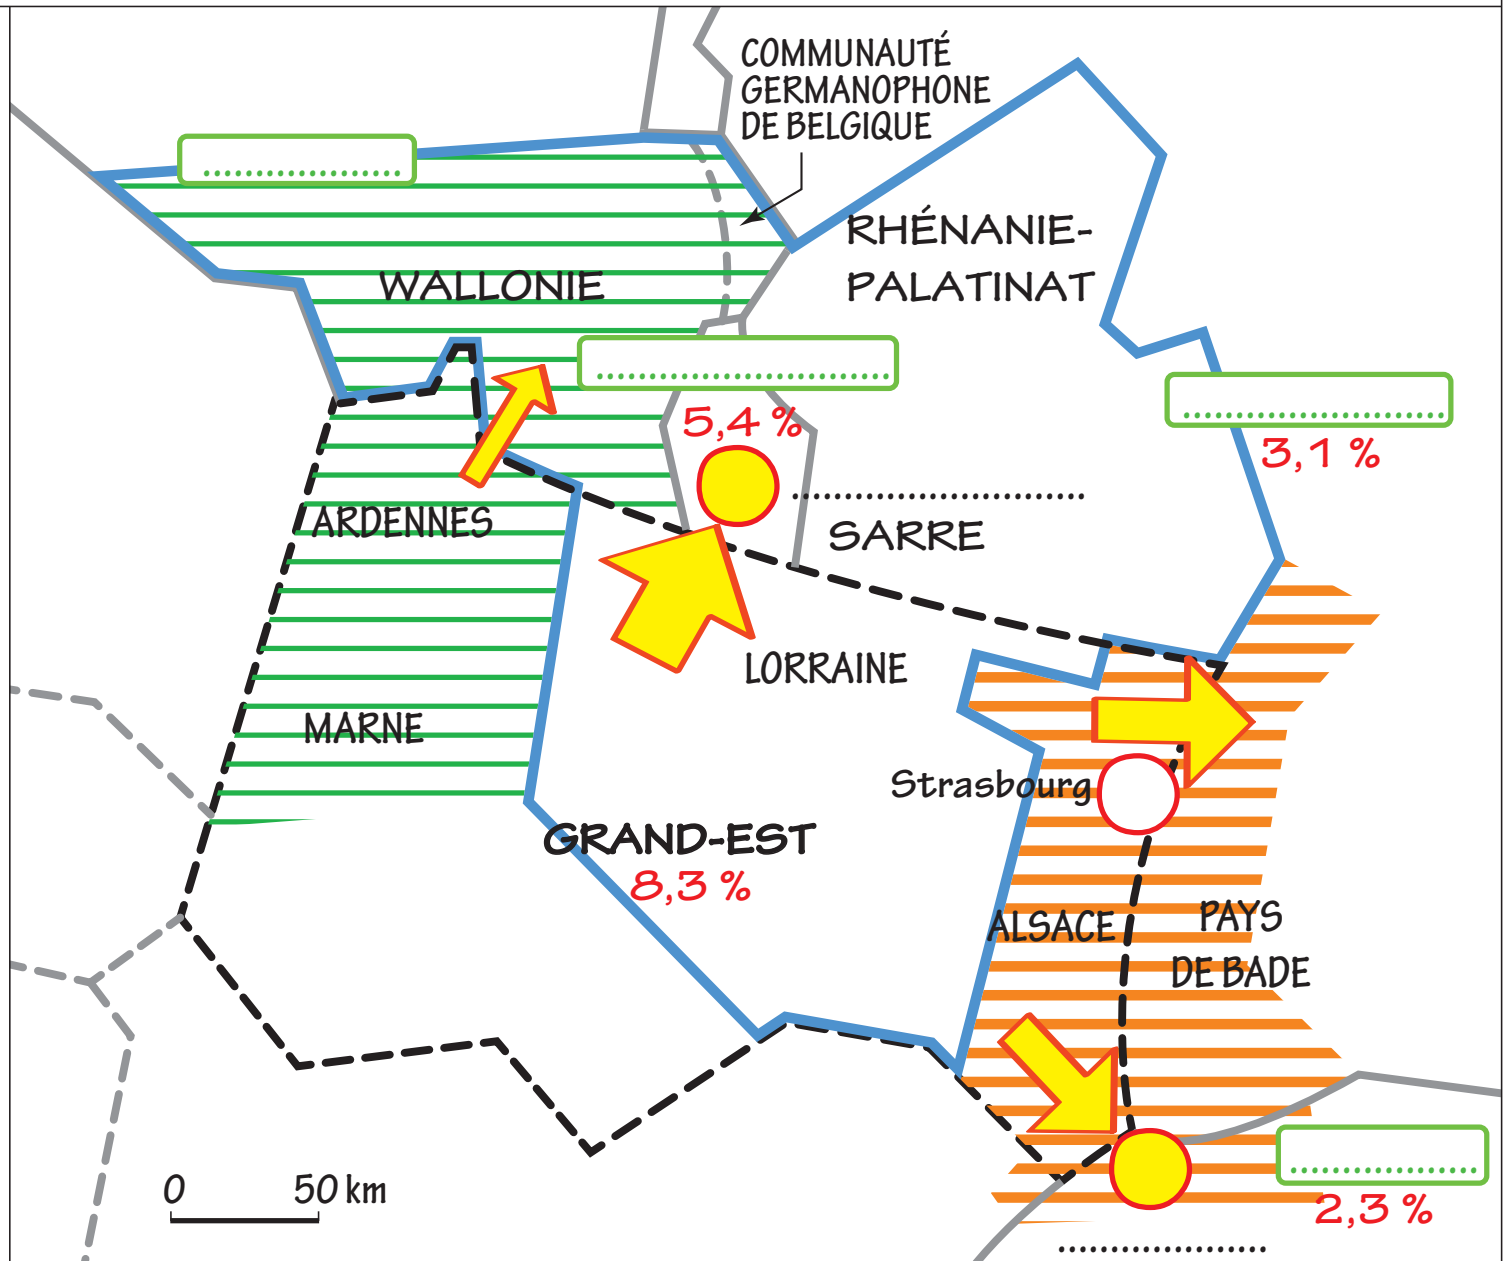 COMMUNAUTÉ
GERMANOPHONE
DE BELGIQUE
RHÉNANIE-
PALATINAT
WALLONIE
5,4 %
3,1 %
ARDENNES
SARRE
LORRAINE
MARNE
Strasbourg
GRAND-EST
8,3 %
ALSACE
PAYS
DE BADE
0 50 km
2,3 %